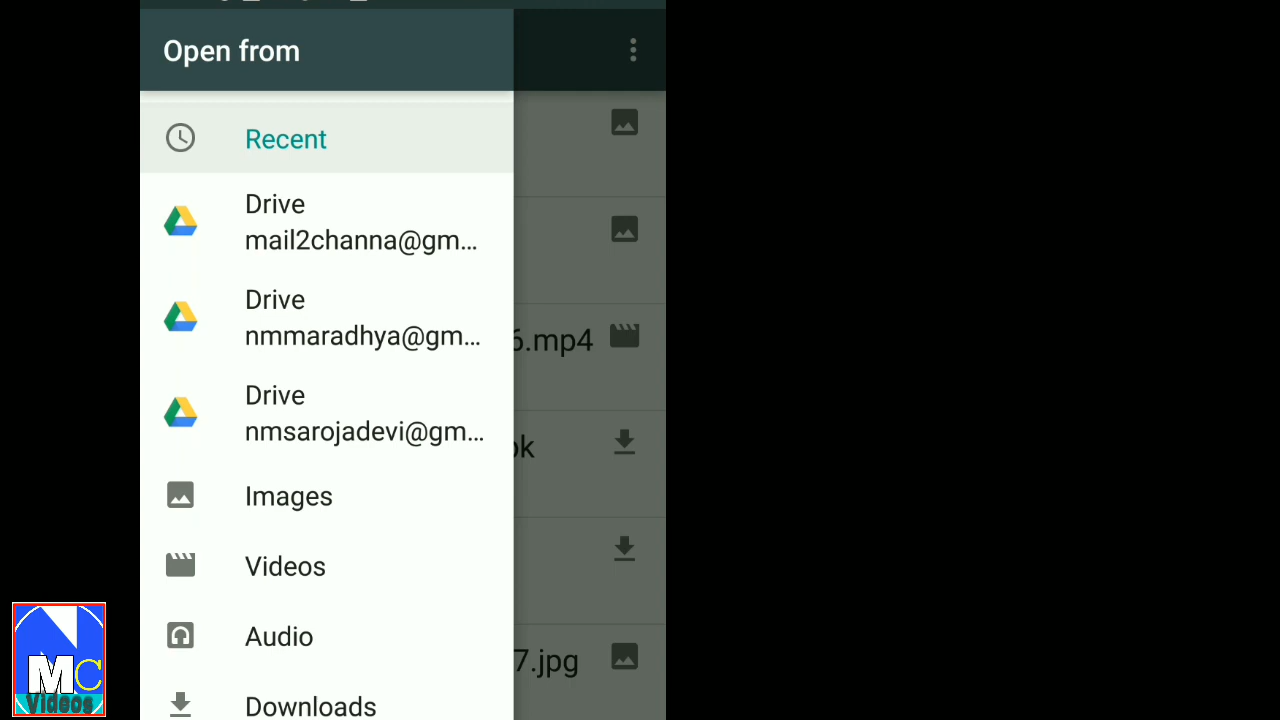 Open from
Recent
Drive
mail2channa@gm...
Drive
nmmaradhya@gm...
6.mp4
Drive
nmsarojadevi@gm...
ok
Images
Videos
Audio
7.jpg
Downloads
MC
Videos